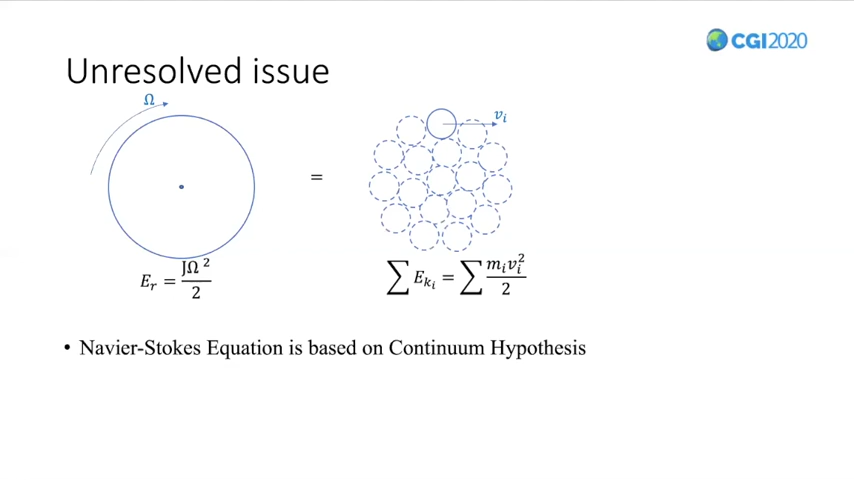 CGI2020
Unresolved issue
Ω
v_i
=
E_r = JΩ²/2
∑E_{k_i} = ∑ m_i v_i²/2
• Navier-Stokes Equation is based on Continuum Hypothesis